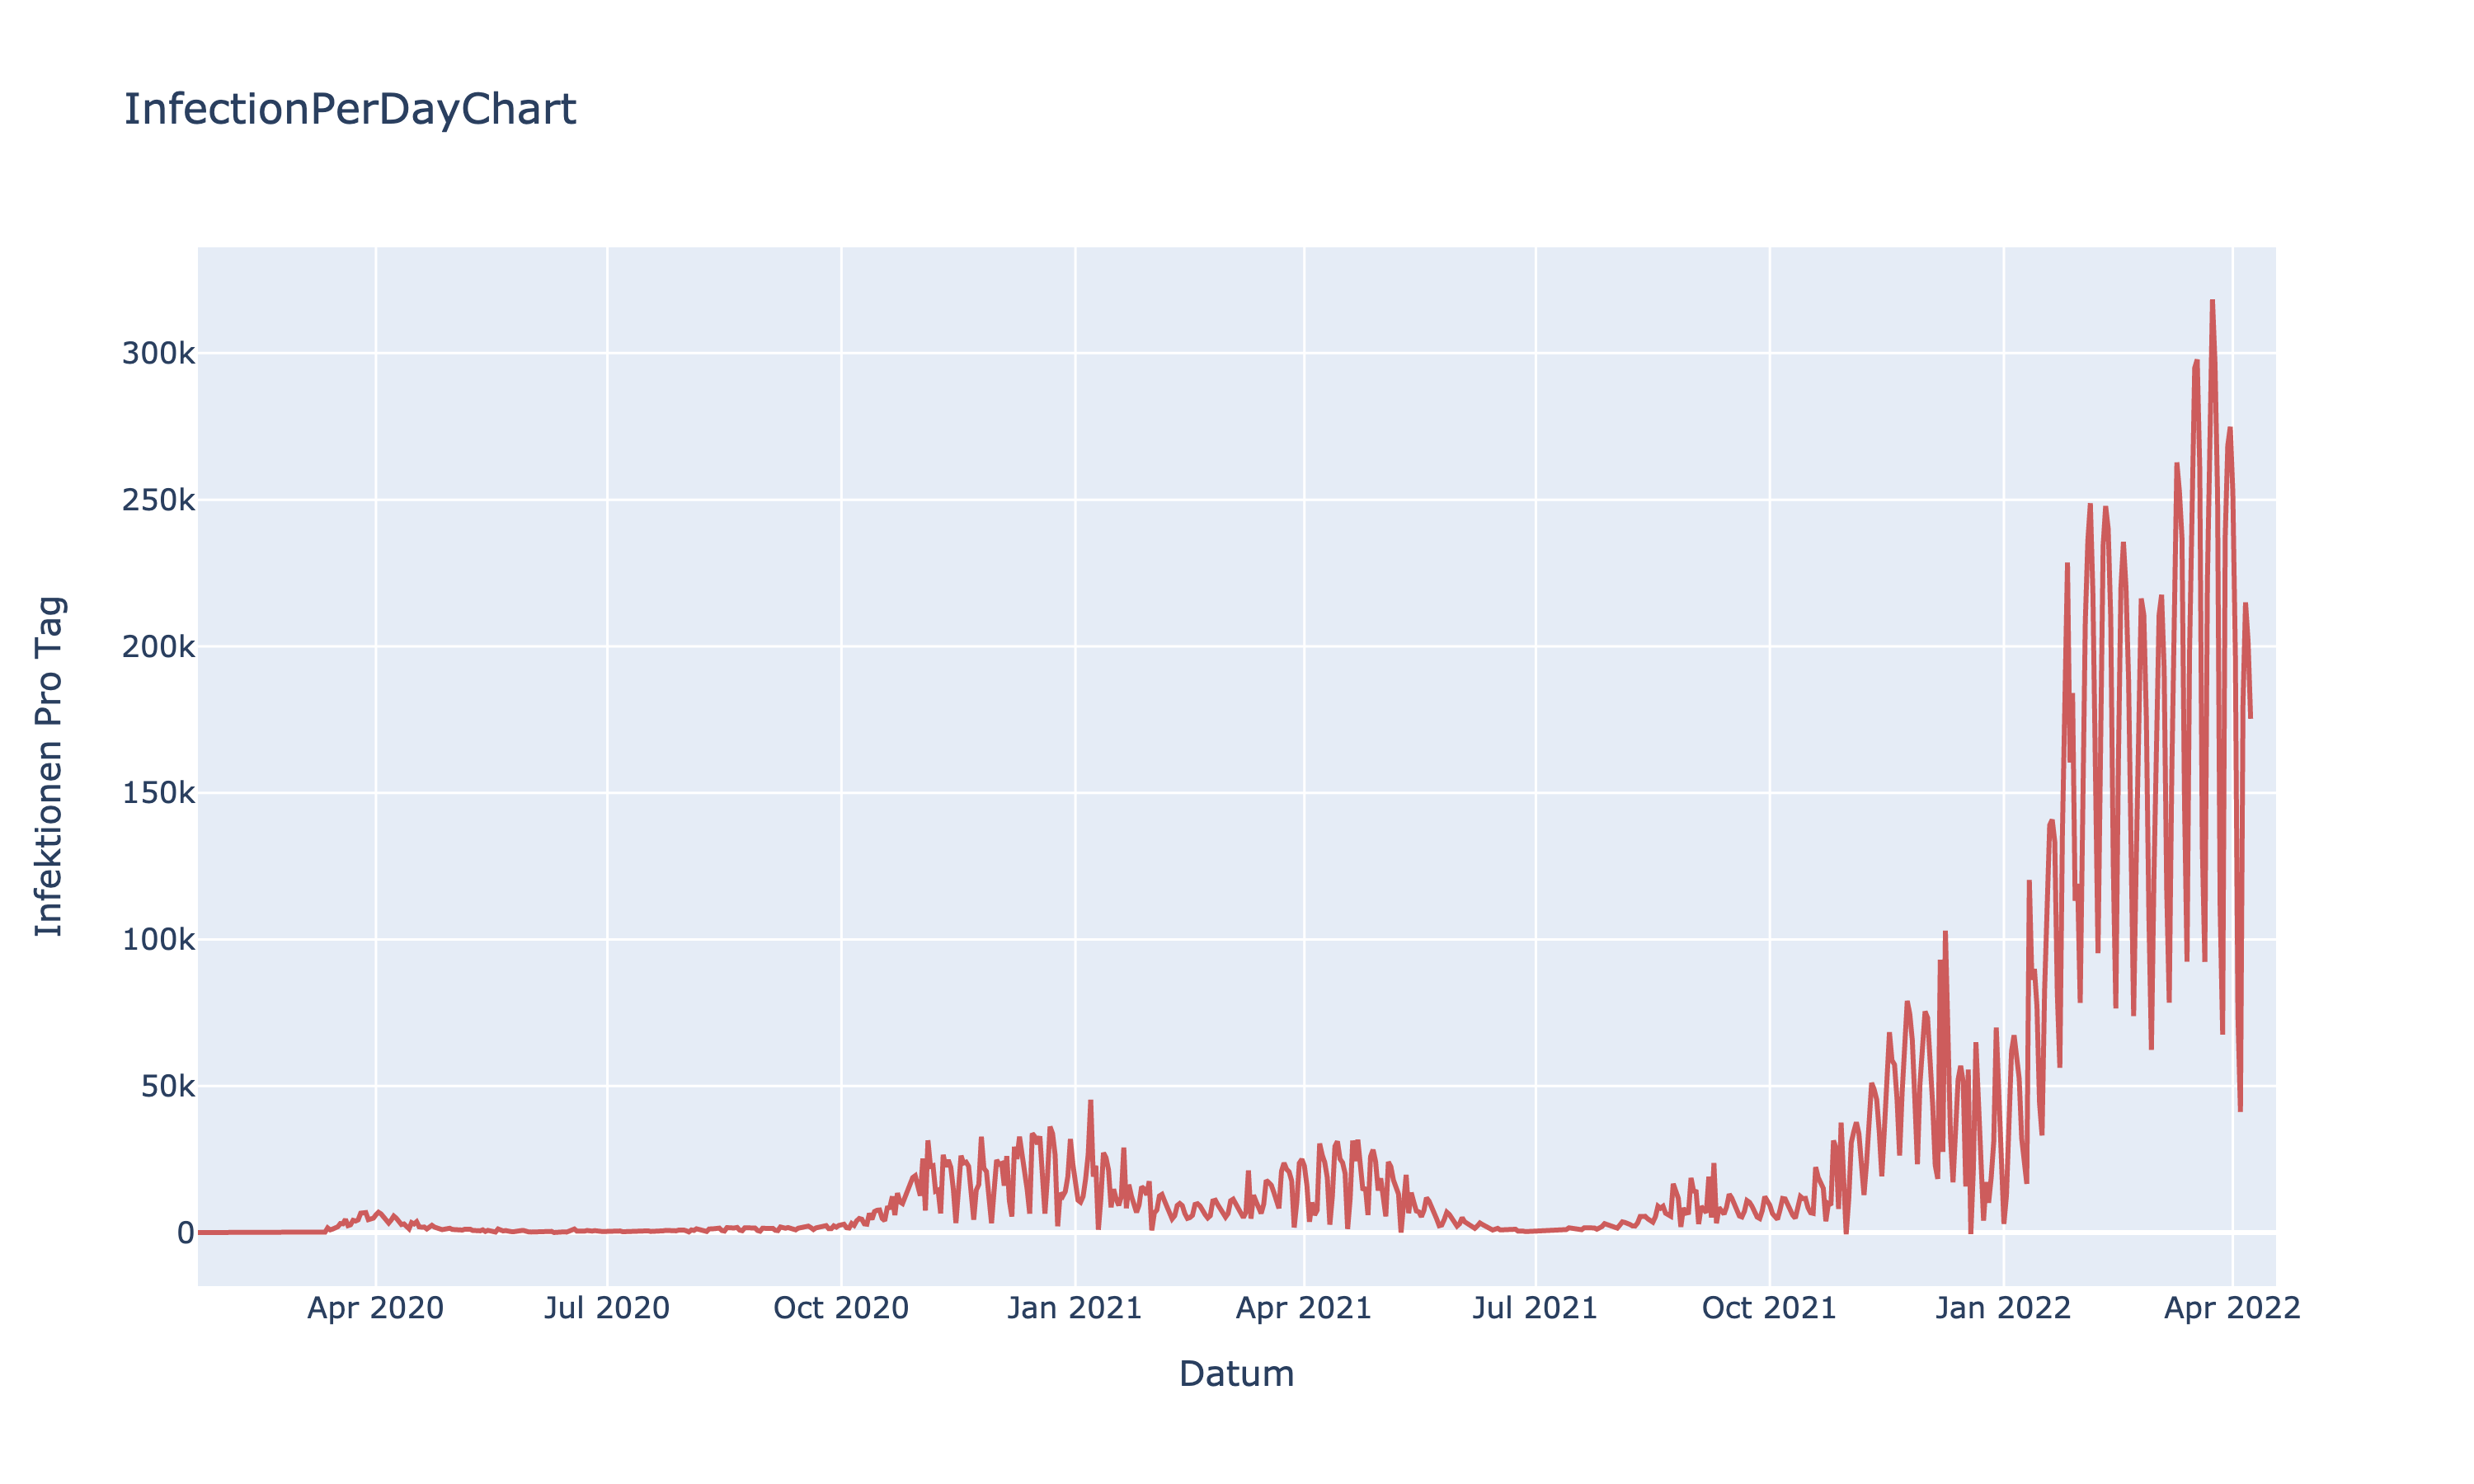 InfectionPerDayChart
300k
250k
200k
150k
100k
50k
0
Infektionen Pro Tag
Apr 2020
Jul 2020
Oct 2020
Jan 2021
Apr 2021
Jul 2021
Oct 2021
Jan 2022
Apr 2022
Datum